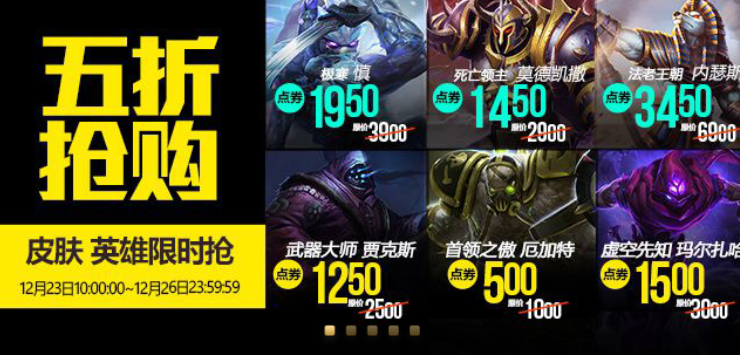 五折
抢购
皮肤 英雄限时抢
12月23日10:00:00~12月26日23:59:59
极寒 慎
点券 1950
原价 3900
死亡领主 莫德凯撒
点券 1450
原价 2900
法老王朝 内瑟斯
点券 3450
原价 6900
武器大师 贾克斯
点券 1250
原价 2500
首领之傲 厄加特
点券 500
原价 1000
虚空先知 玛尔扎哈
点券 1500
原价 3000